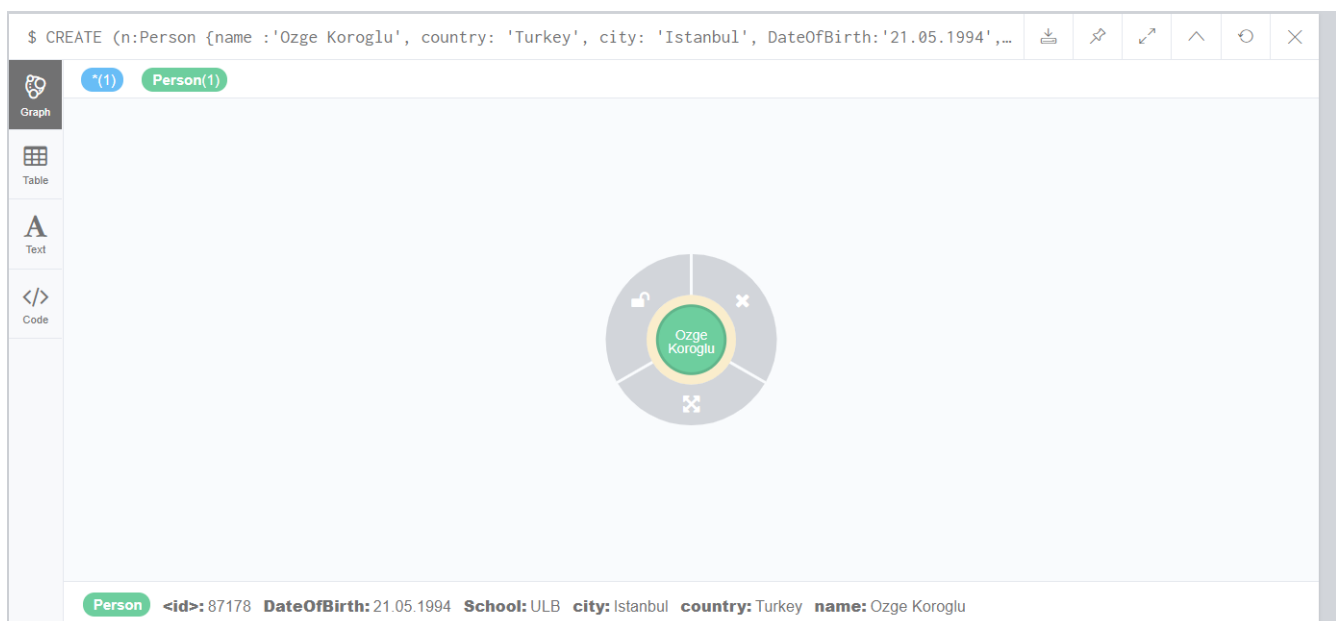 $ CREATE (n:Person {name :'Ozge Koroglu', country: 'Turkey', city: 'Istanbul', DateOfBirth:'21.05.1994',…
*(1) Person(1)
Graph
Table
A
Text
</>
Code
Ozge
Koroglu
Person <id>: 87178 DateOfBirth: 21.05.1994 School: ULB city: Istanbul country: Turkey name: Ozge Koroglu